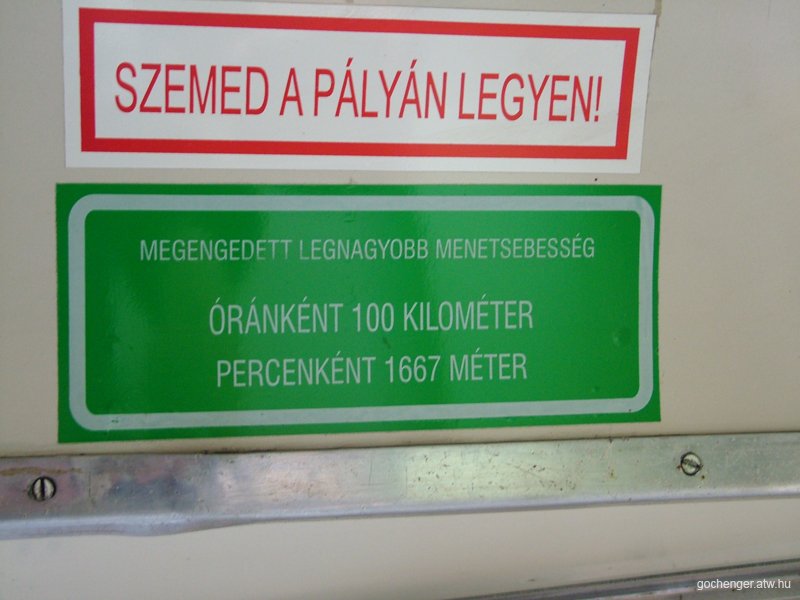 SZEMED A PÁLYÁN LEGYEN!
MEGENGEDETT LEGNAGYOBB MENETSEBESSÉG
ÓRÁNKÉNT 100 KILOMÉTER
PERCENKÉNT 1667 MÉTER
gochenger.atw.hu